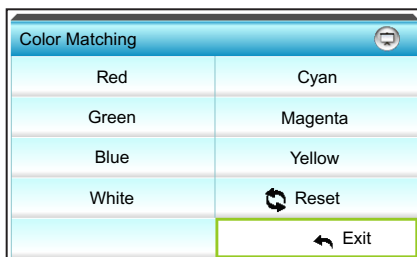 Color Matching
Red Cyan
Green Magenta
Blue Yellow
White Reset
Exit